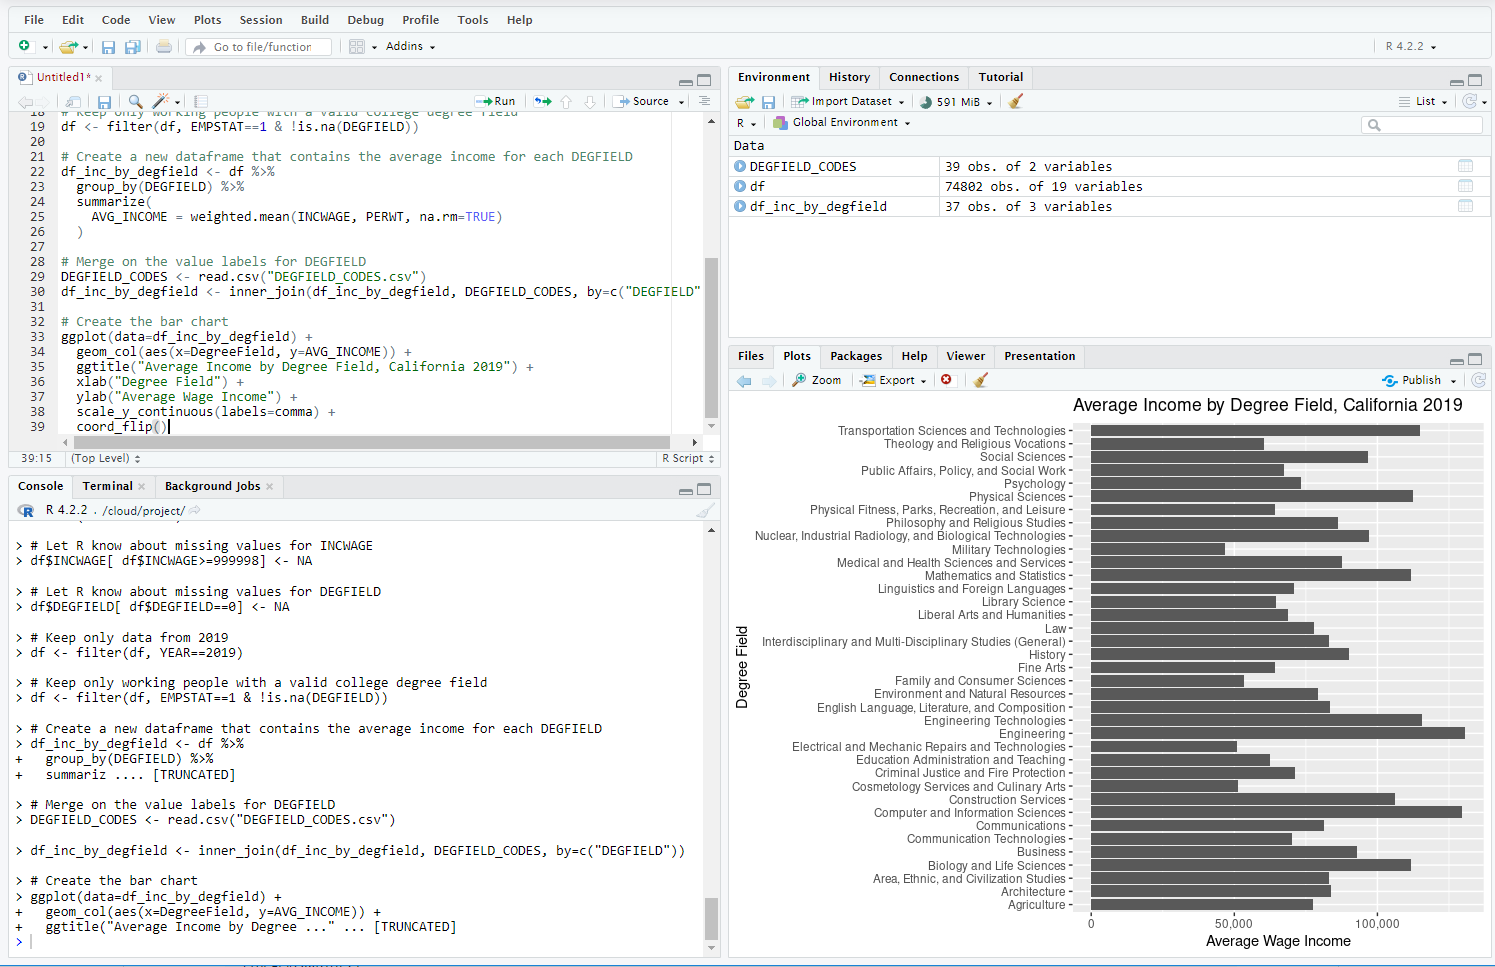 File Edit Code View Plots Session Build Debug Profile Tools Help
Go to file/function Addins R 4.2.2
Untitled1*
Run Source
18 # Keep only working people with a valid college degree field
19 df <- filter(df, EMPSTAT==1 & !is.na(DEGFIELD))
20
21 # Create a new dataframe that contains the average income for each DEGFIELD
22 df_inc_by_degfield <- df %>%
23 group_by(DEGFIELD) %>%
24 summarize(
25 AVG_INCOME = weighted.mean(INCWAGE, PERWT, na.rm=TRUE)
26 )
27
28 # Merge on the value labels for DEGFIELD
29 DEGFIELD_CODES <- read.csv("DEGFIELD_CODES.csv")
30 df_inc_by_degfield <- inner_join(df_inc_by_degfield, DEGFIELD_CODES, by=c("DEGFIELD"
31
32 # Create the bar chart
33 ggplot(data=df_inc_by_degfield) +
34 geom_col(aes(x=DegreeField, y=AVG_INCOME)) +
35 ggtitle("Average Income by Degree Field, California 2019") +
36 xlab("Degree Field") +
37 ylab("Average Wage Income") +
38 scale_y_continuous(labels=comma) +
39 coord_flip()
39:15 (Top Level) R Script
Console Terminal Background Jobs
R 4.2.2 . /cloud/project/
> # Let R know about missing values for INCWAGE
> df$INCWAGE[ df$INCWAGE>=999998] <- NA
> # Let R know about missing values for DEGFIELD
> df$DEGFIELD[ df$DEGFIELD==0] <- NA
> # Keep only data from 2019
> df <- filter(df, YEAR==2019)
> # Keep only working people with a valid college degree field
> df <- filter(df, EMPSTAT==1 & !is.na(DEGFIELD))
> # Create a new dataframe that contains the average income for each DEGFIELD
> df_inc_by_degfield <- df %>%
+ group_by(DEGFIELD) %>%
+ summariz .... [TRUNCATED]
> # Merge on the value labels for DEGFIELD
> DEGFIELD_CODES <- read.csv("DEGFIELD_CODES.csv")
> df_inc_by_degfield <- inner_join(df_inc_by_degfield, DEGFIELD_CODES, by=c("DEGFIELD"))
> # Create the bar chart
> ggplot(data=df_inc_by_degfield) +
+ geom_col(aes(x=DegreeField, y=AVG_INCOME)) +
+ ggtitle("Average Income by Degree ..." ... [TRUNCATED]
>
Environment History Connections Tutorial
Import Dataset 591 MiB List
R Global Environment
Data
DEGFIELD_CODES 39 obs. of 2 variables
df 74802 obs. of 19 variables
df_inc_by_degfield 37 obs. of 3 variables
Files Plots Packages Help Viewer Presentation
Zoom Export Publish
Average Income by Degree Field, California 2019
Degree Field
Transportation Sciences and Technologies
Theology and Religious Vocations
Social Sciences
Public Affairs, Policy, and Social Work
Psychology
Physical Sciences
Physical Fitness, Parks, Recreation, and Leisure
Philosophy and Religious Studies
Nuclear, Industrial Radiology, and Biological Technologies
Military Technologies
Medical and Health Sciences and Services
Mathematics and Statistics
Linguistics and Foreign Languages
Library Science
Liberal Arts and Humanities
Law
Interdisciplinary and Multi-Disciplinary Studies (General)
History
Fine Arts
Family and Consumer Sciences
Environment and Natural Resources
English Language, Literature, and Composition
Engineering Technologies
Engineering
Electrical and Mechanic Repairs and Technologies
Education Administration and Teaching
Criminal Justice and Fire Protection
Cosmetology Services and Culinary Arts
Construction Services
Computer and Information Sciences
Communications
Communication Technologies
Business
Biology and Life Sciences
Area, Ethnic, and Civilization Studies
Architecture
Agriculture
0 50,000 100,000
Average Wage Income